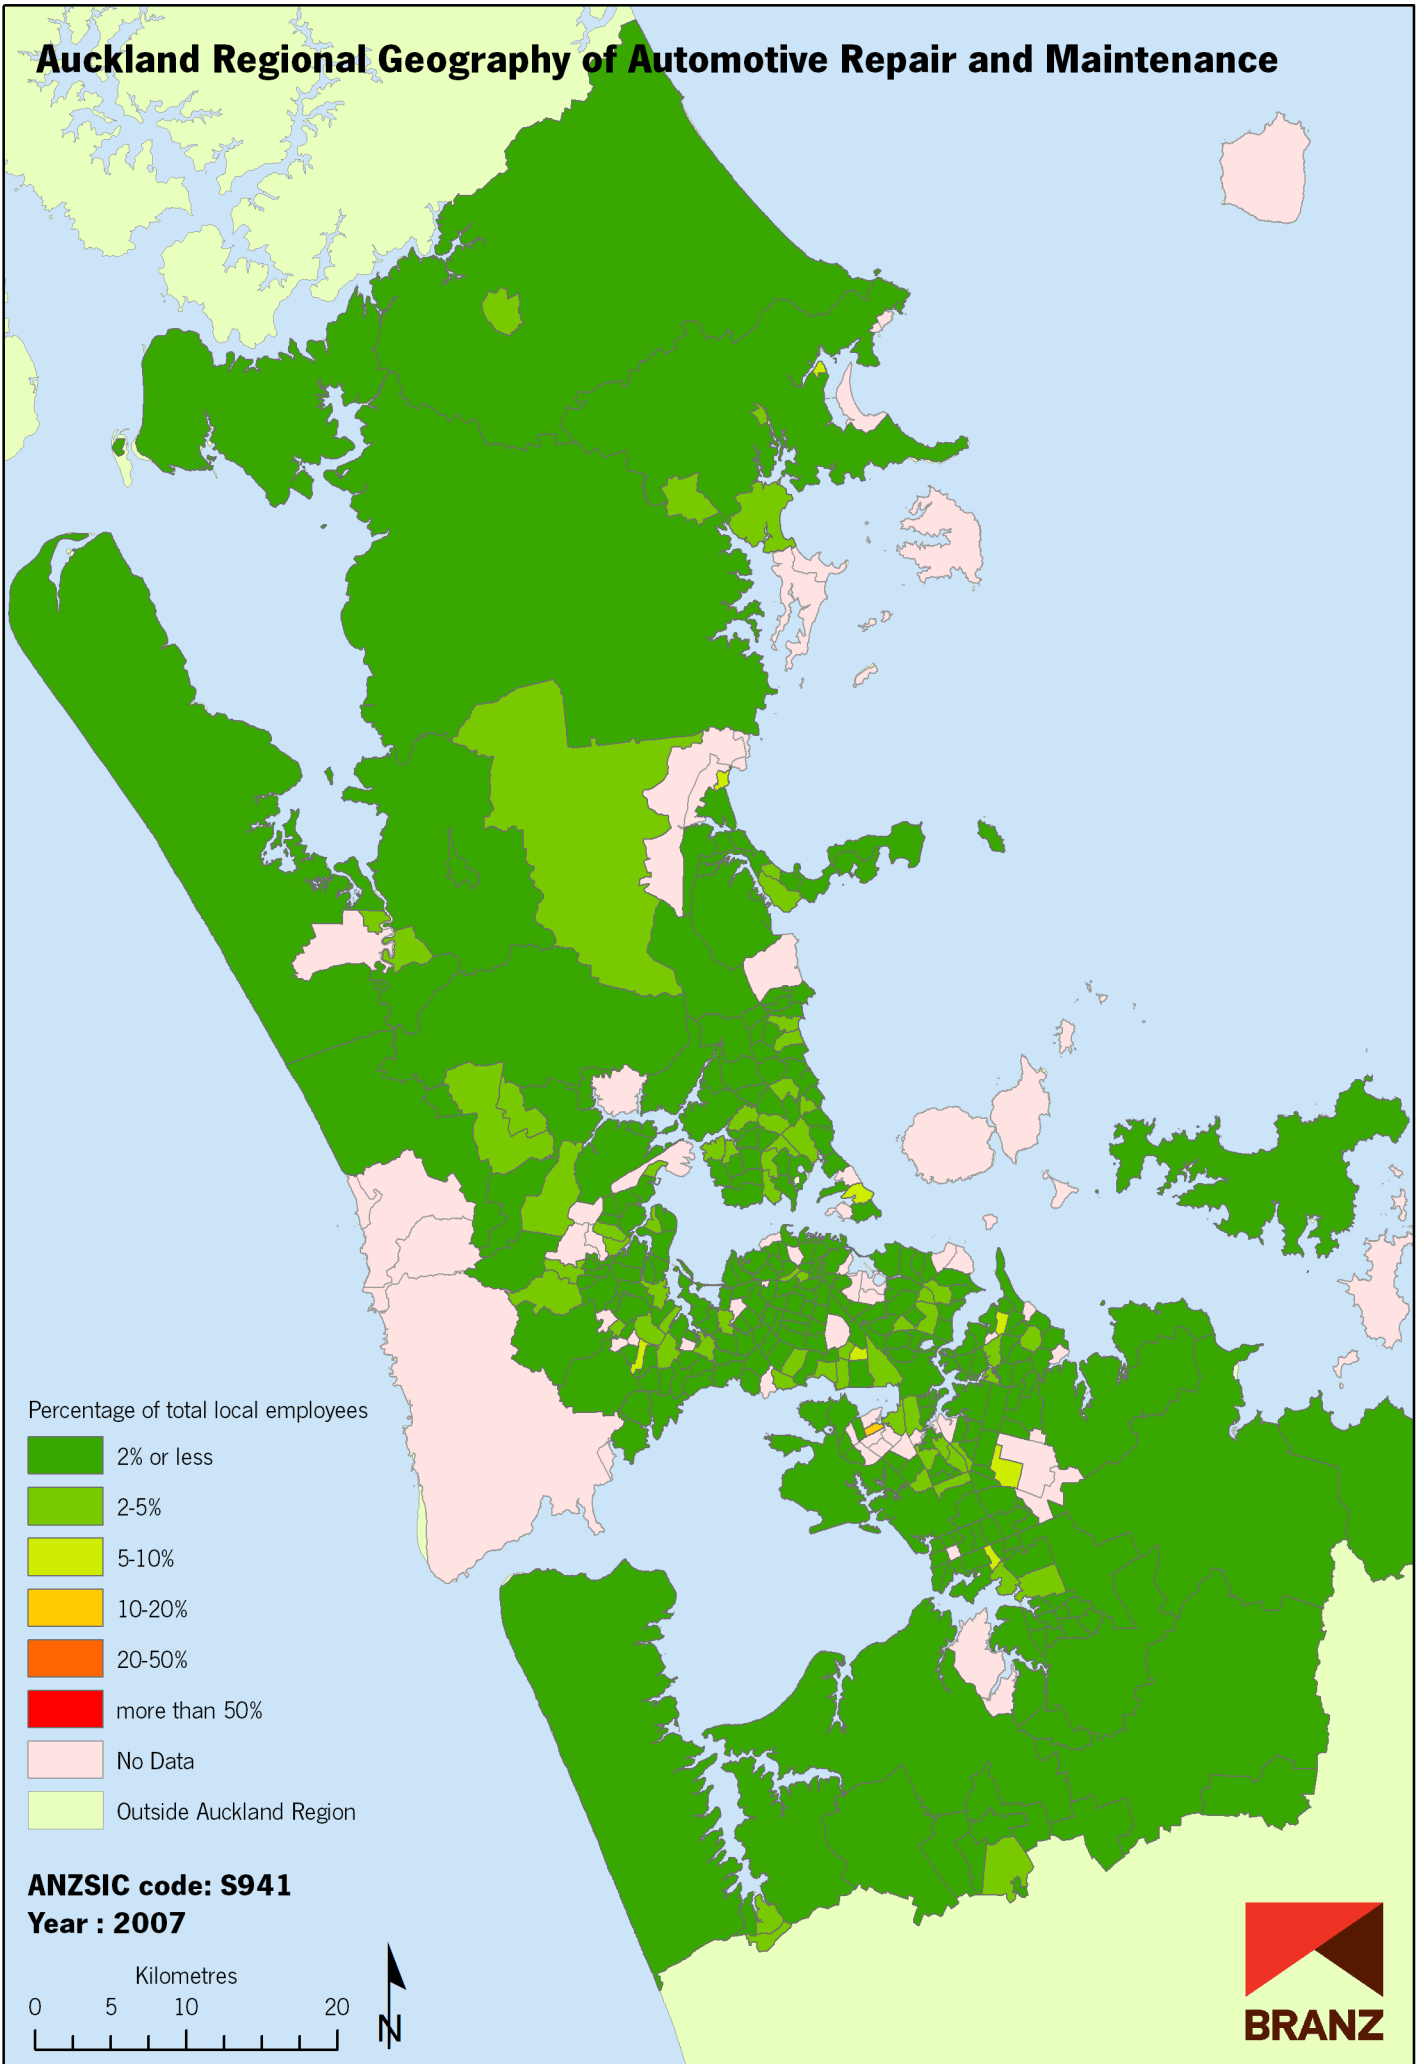 Auckland Regional Geography of Automotive Repair and Maintenance
Percentage of total local employees
2% or less
2-5%
5-10%
10-20%
20-50%
more than 50%
No Data
Outside Auckland Region
ANZSIC code: S941
Year : 2007
Kilometres
0 5 10 20
N
BRANZ